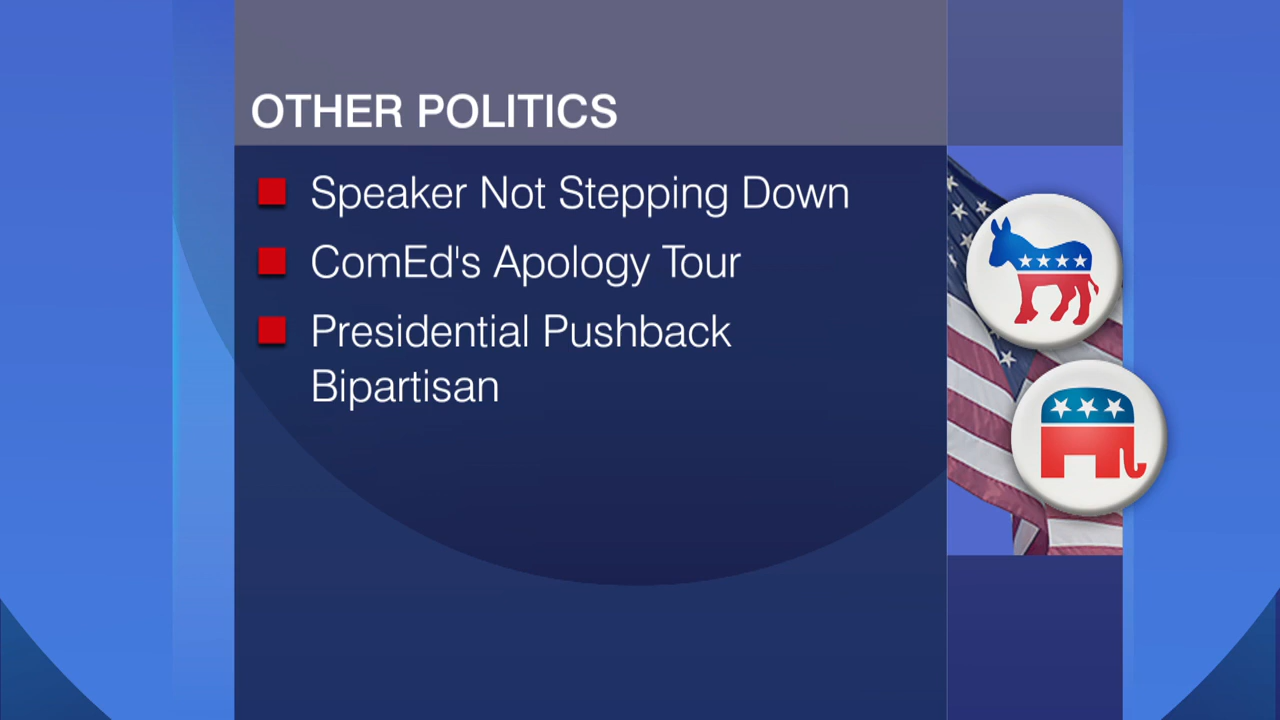 OTHER POLITICS
Speaker Not Stepping Down
ComEd's Apology Tour
Presidential Pushback
Bipartisan